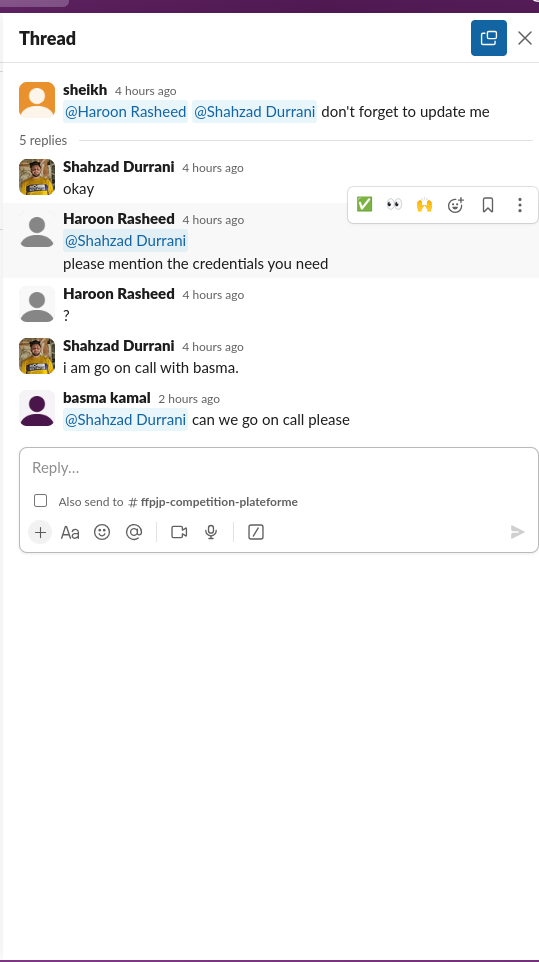 Thread
sheikh 4 hours ago
@Haroon Rasheed @Shahzad Durrani don't forget to update me
5 replies
Shahzad Durrani 4 hours ago
okay
Haroon Rasheed 4 hours ago
@Shahzad Durrani
please mention the credentials you need
Haroon Rasheed 4 hours ago
?
Shahzad Durrani 4 hours ago
i am go on call with basma.
basma kamal 2 hours ago
@Shahzad Durrani can we go on call please
Reply...
Also send to # ffpjp-competition-plateforme
Aa